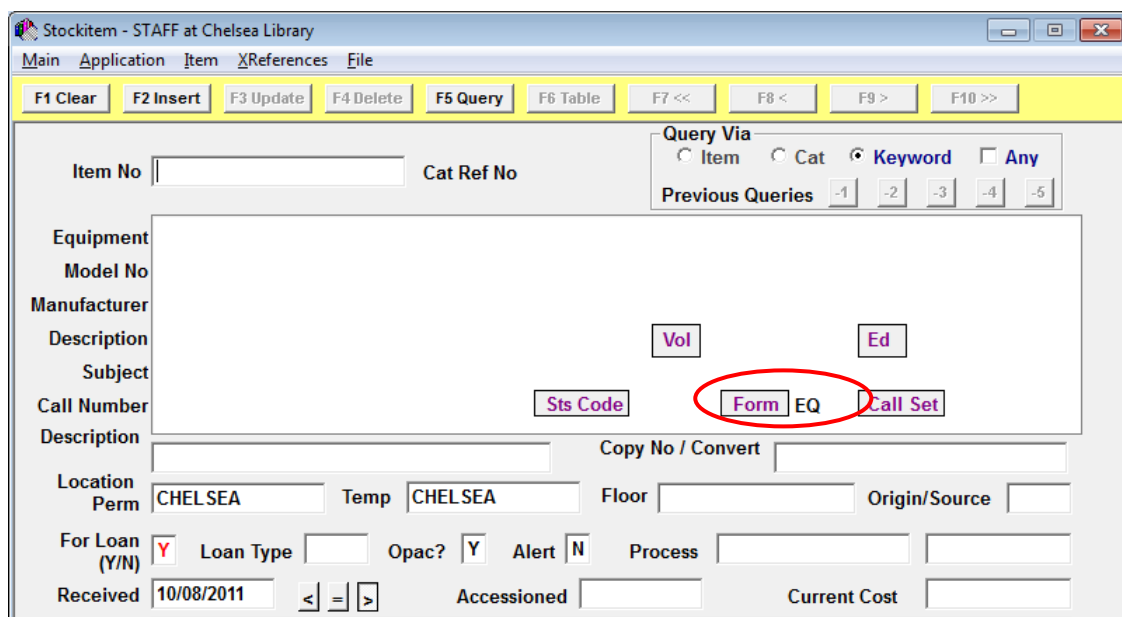 Stockitem - STAFF at Chelsea Library
Main Application Item XReferences File
F1 Clear F2 Insert F3 Update F4 Delete F5 Query F6 Table F7 << F8 < F9 > F10 >>
Query Via
Item Cat Keyword Any
Item No Cat Ref No
Previous Queries -1 -2 -3 -4 -5
Equipment
Model No
Manufacturer
Description Vol Ed
Subject
Call Number Sts Code Form EQ Call Set
Description Copy No / Convert
Location
Perm CHELSEA Temp CHELSEA Floor Origin/Source
For Loan
(Y/N) Y Loan Type Opac? Y Alert N Process
Received 10/08/2011 < = > Accessioned Current Cost